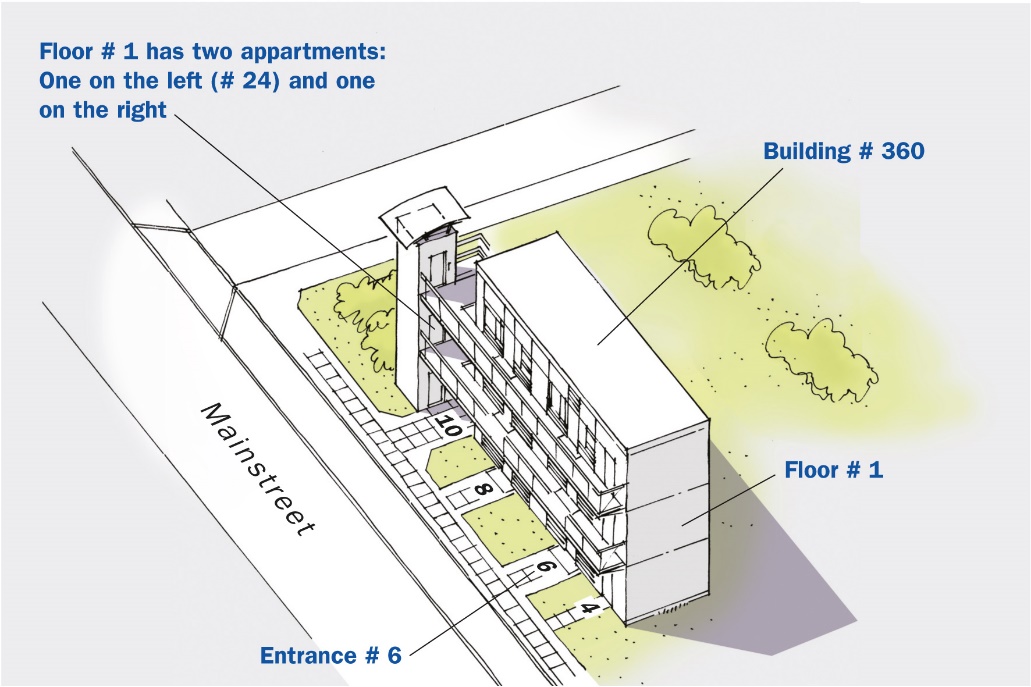 Floor # 1 has two appartments:
One on the left (# 24) and one
on the right
Building # 360
Mainstreet
10
8
Floor # 1
6
4
Entrance # 6